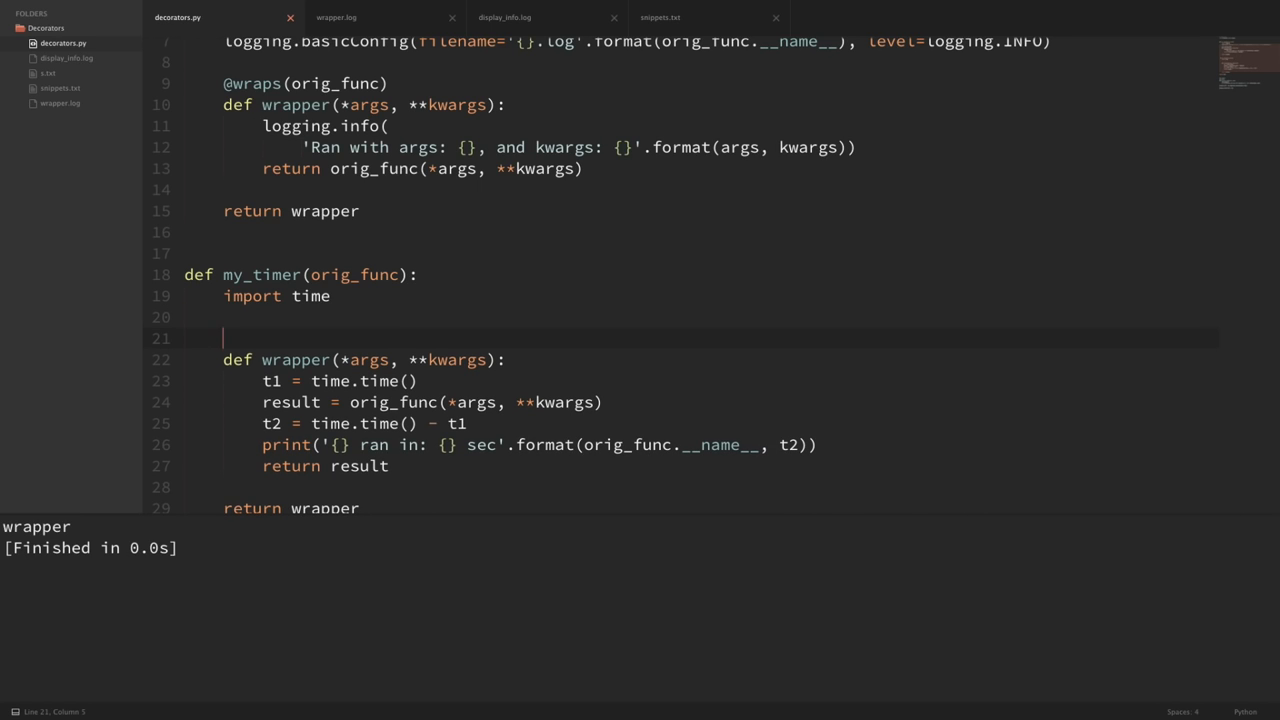 FOLDERS
Decorators
decorators.py
display_info.log
s.txt
snippets.txt
wrapper.log
decorators.py
wrapper.log
display_info.log
snippets.txt
7 logging.basicConfig(filename='{}.log'.format(orig_func.__name__), level=logging.INFO)
8
9 @wraps(orig_func)
10 def wrapper(*args, **kwargs):
11 logging.info(
12 'Ran with args: {}, and kwargs: {}'.format(args, kwargs))
13 return orig_func(*args, **kwargs)
14
15 return wrapper
16
17
18 def my_timer(orig_func):
19 import time
20
21
22 def wrapper(*args, **kwargs):
23 t1 = time.time()
24 result = orig_func(*args, **kwargs)
25 t2 = time.time() - t1
26 print('{} ran in: {} sec'.format(orig_func.__name__, t2))
27 return result
28
29 return wrapper
wrapper
[Finished in 0.0s]
Line 21, Column 5
Spaces: 4
Python